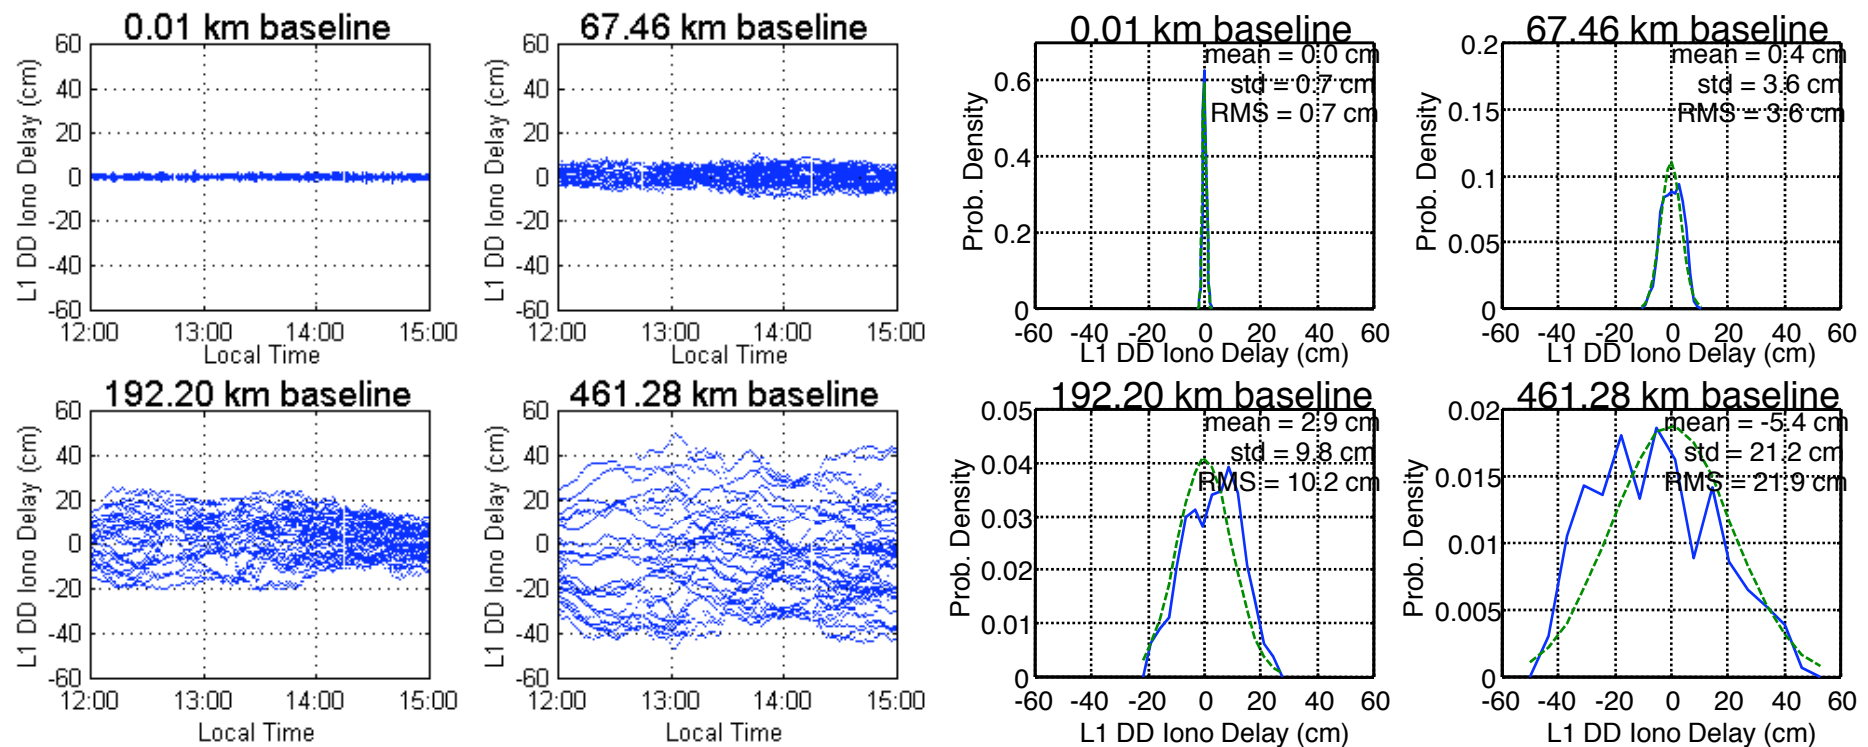 0.01 km baseline
60
40
20
0
-20
-40
-60
L1 DD Iono Delay (cm)
12:00 13:00 14:00 15:00
Local Time
67.46 km baseline
60
40
20
0
-20
-40
-60
L1 DD Iono Delay (cm)
12:00 13:00 14:00 15:00
Local Time
0.01 km baseline
mean = 0.0 cm
std = 0.7 cm
RMS = 0.7 cm
0.6
0.4
0.2
0
Prob. Density
-60 -40 -20 0 20 40 60
L1 DD Iono Delay (cm)
67.46 km baseline
mean = 0.4 cm
std = 3.6 cm
RMS = 3.6 cm
0.2
0.15
0.1
0.05
0
Prob. Density
-60 -40 -20 0 20 40 60
L1 DD Iono Delay (cm)
192.20 km baseline
60
40
20
0
-20
-40
-60
L1 DD Iono Delay (cm)
12:00 13:00 14:00 15:00
Local Time
461.28 km baseline
60
40
20
0
-20
-40
-60
L1 DD Iono Delay (cm)
12:00 13:00 14:00 15:00
Local Time
192.20 km baseline
mean = 2.9 cm
std = 9.8 cm
RMS = 10.2 cm
0.05
0.04
0.03
0.02
0.01
0
Prob. Density
-60 -40 -20 0 20 40 60
L1 DD Iono Delay (cm)
461.28 km baseline
mean = -5.4 cm
std = 21.2 cm
RMS = 21.9 cm
0.02
0.015
0.01
0.005
0
Prob. Density
-60 -40 -20 0 20 40 60
L1 DD Iono Delay (cm)